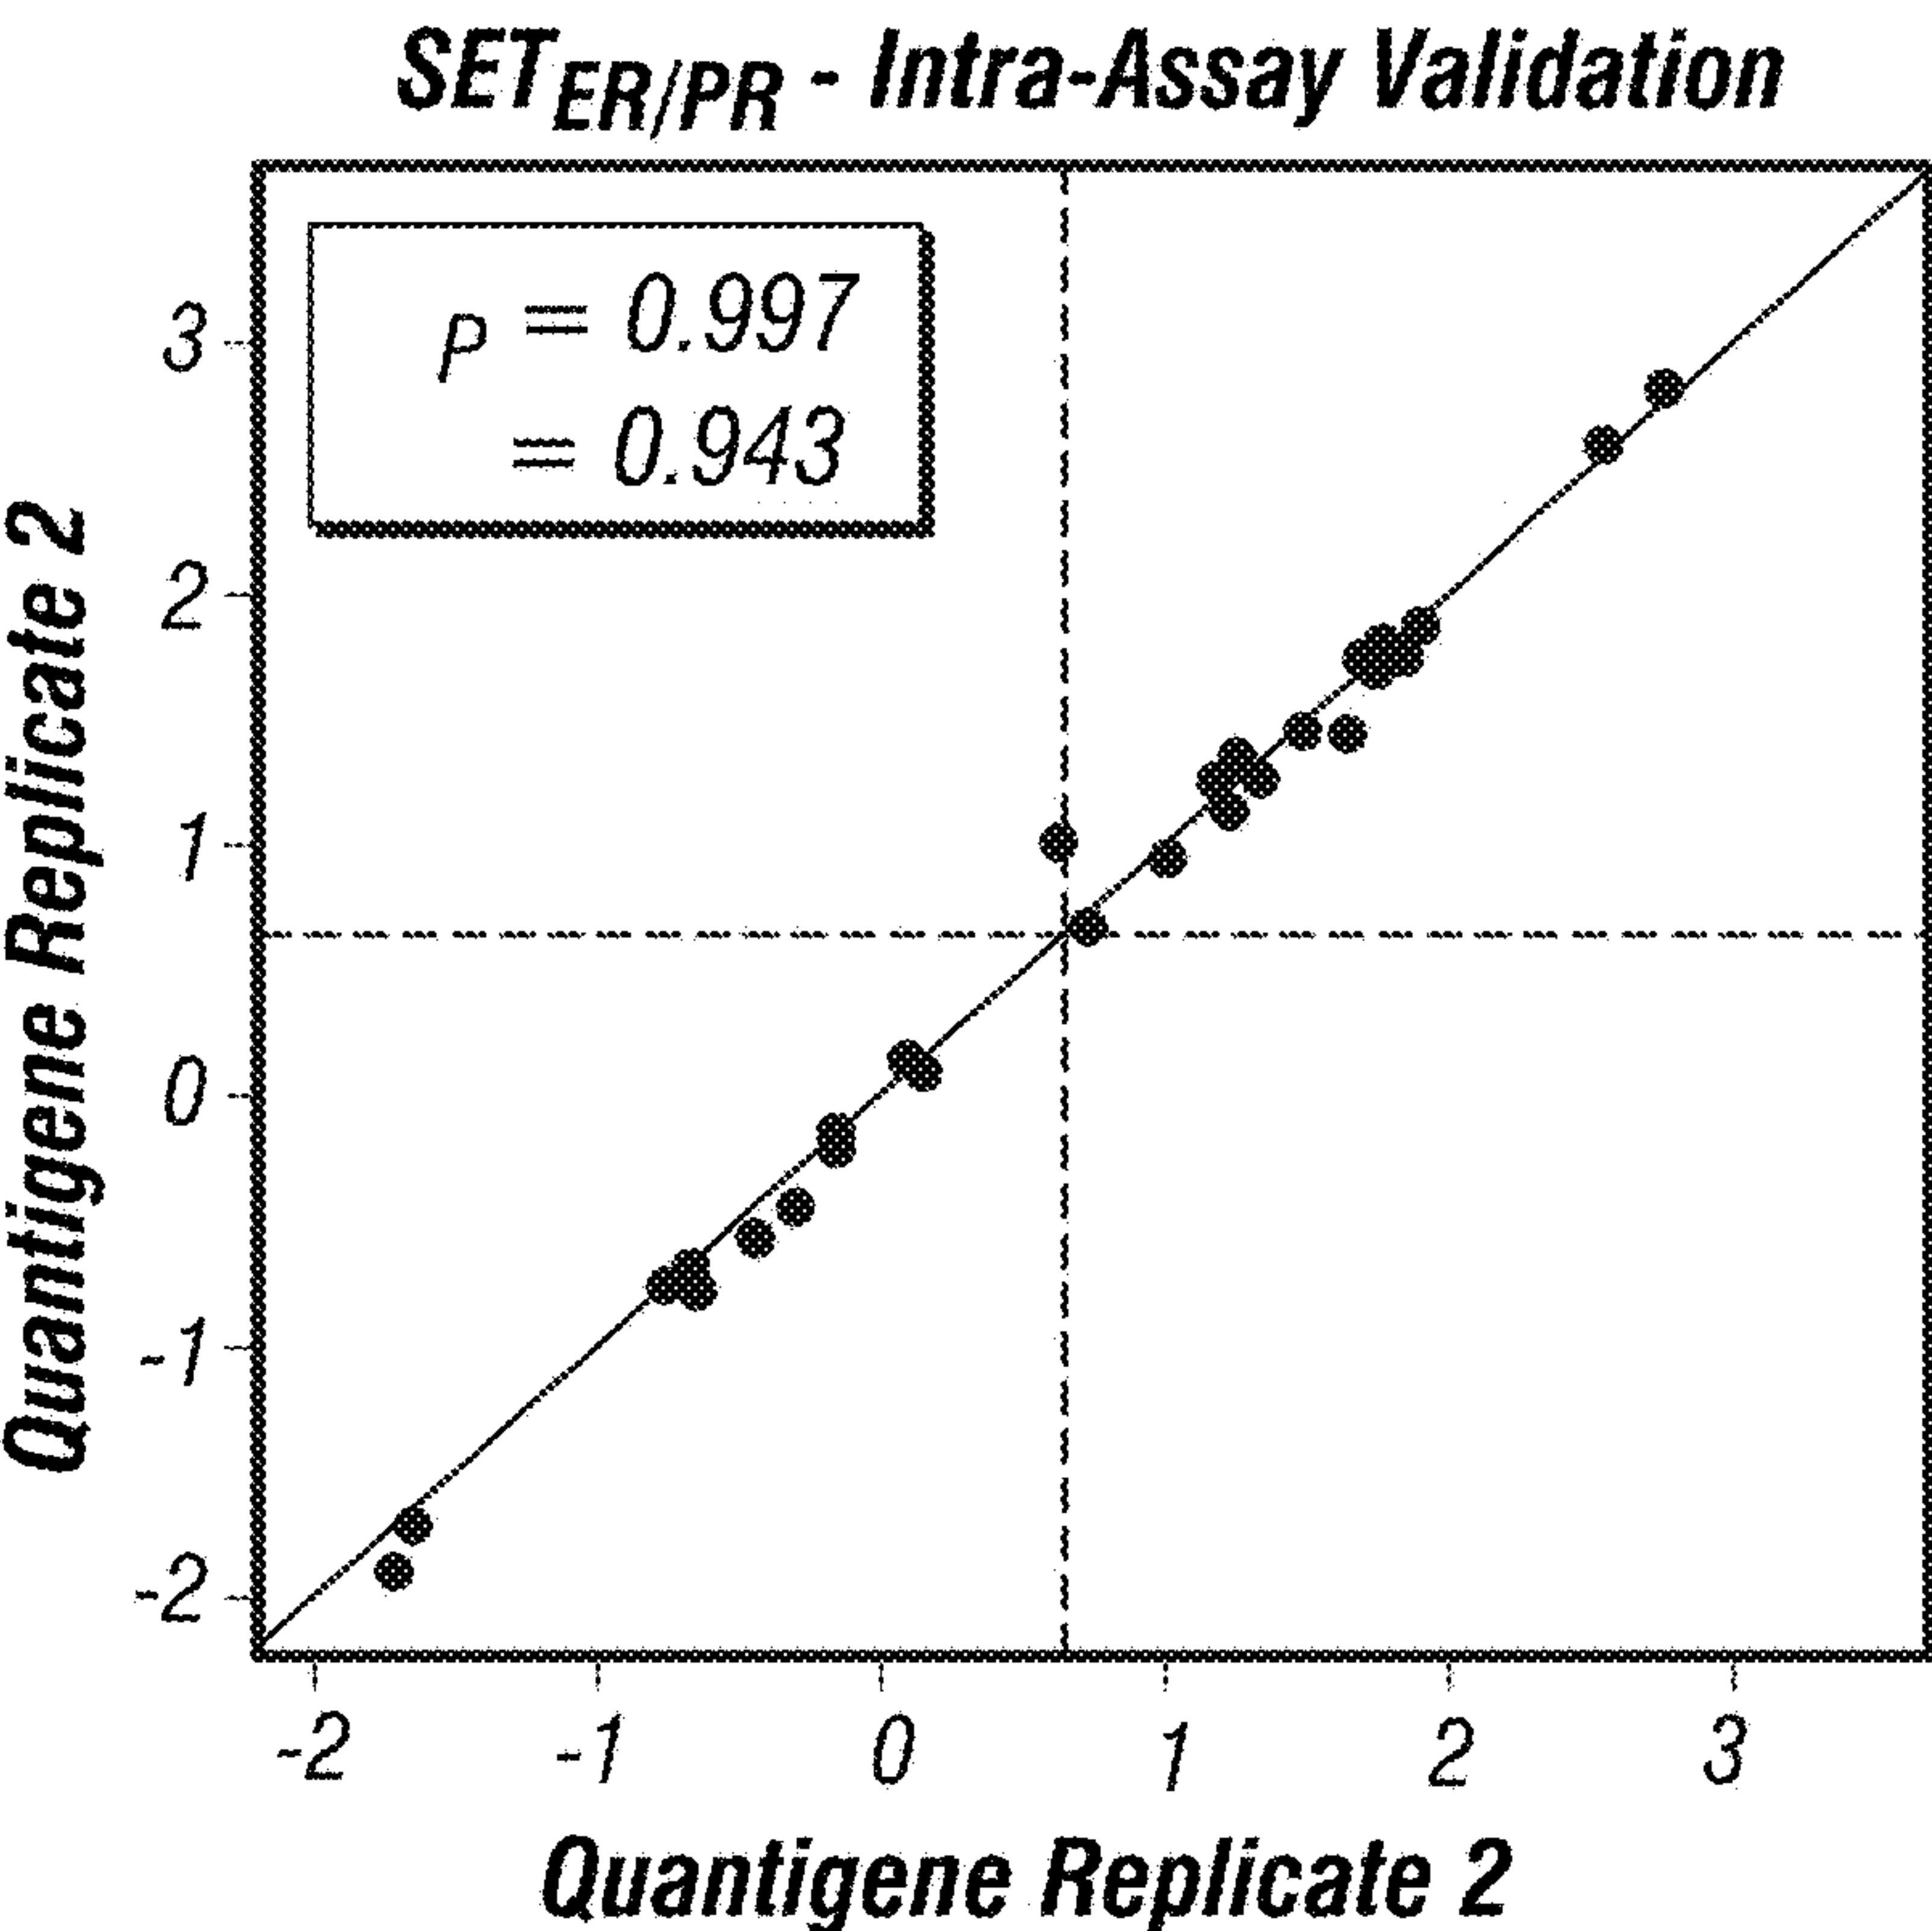 SET_ER/PR - Intra-Assay Validation
ρ = 0.997
= 0.943
Quantigene Replicate 2
3
2
1
0
-1
-2
-2 -1 0 1 2 3
Quantigene Replicate 2